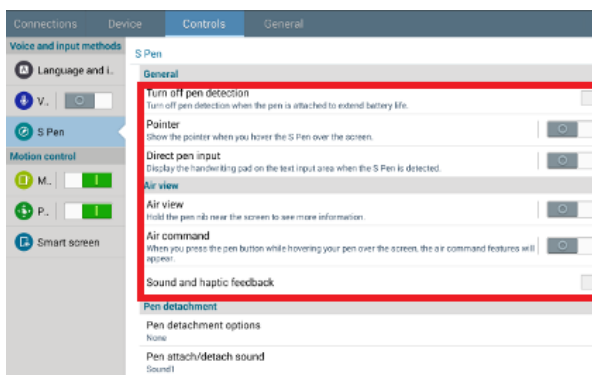 Connections Device Controls General
Voice and input methods
Language and i..
V..
S Pen
Motion control
M..
P..
Smart screen
S Pen
General
Turn off pen detection
Turn off pen detection when the pen is attached to extend battery life.
Pointer
Show the pointer when you hover the S Pen over the screen.
Direct pen input
Display the handwriting pad on the text input area when the S Pen is detected.
Air view
Air view
Hold the pen nib near the screen to see more information.
Air command
When you press the pen button while hovering your pen over the screen, the air command features will
appear.
Sound and haptic feedback
Pen detachment
Pen detachment options
None
Pen attach/detach sound
Sound1